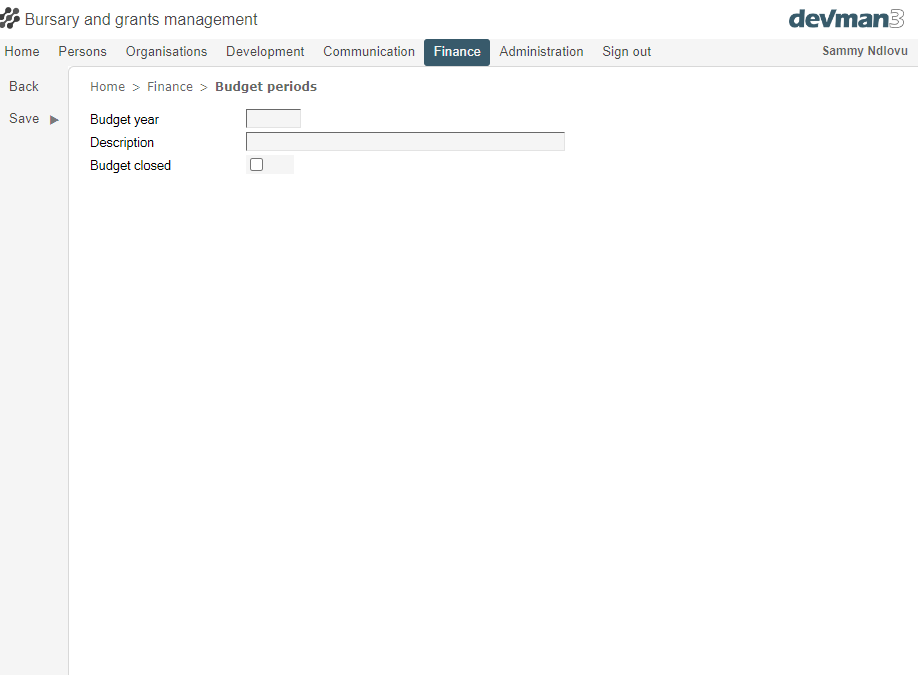 Bursary and grants management
devman3
Home Persons Organisations Development Communication Finance Administration Sign out Sammy Ndlovu
Back
Home > Finance > Budget periods
Save ▶
Budget year
Description
Budget closed